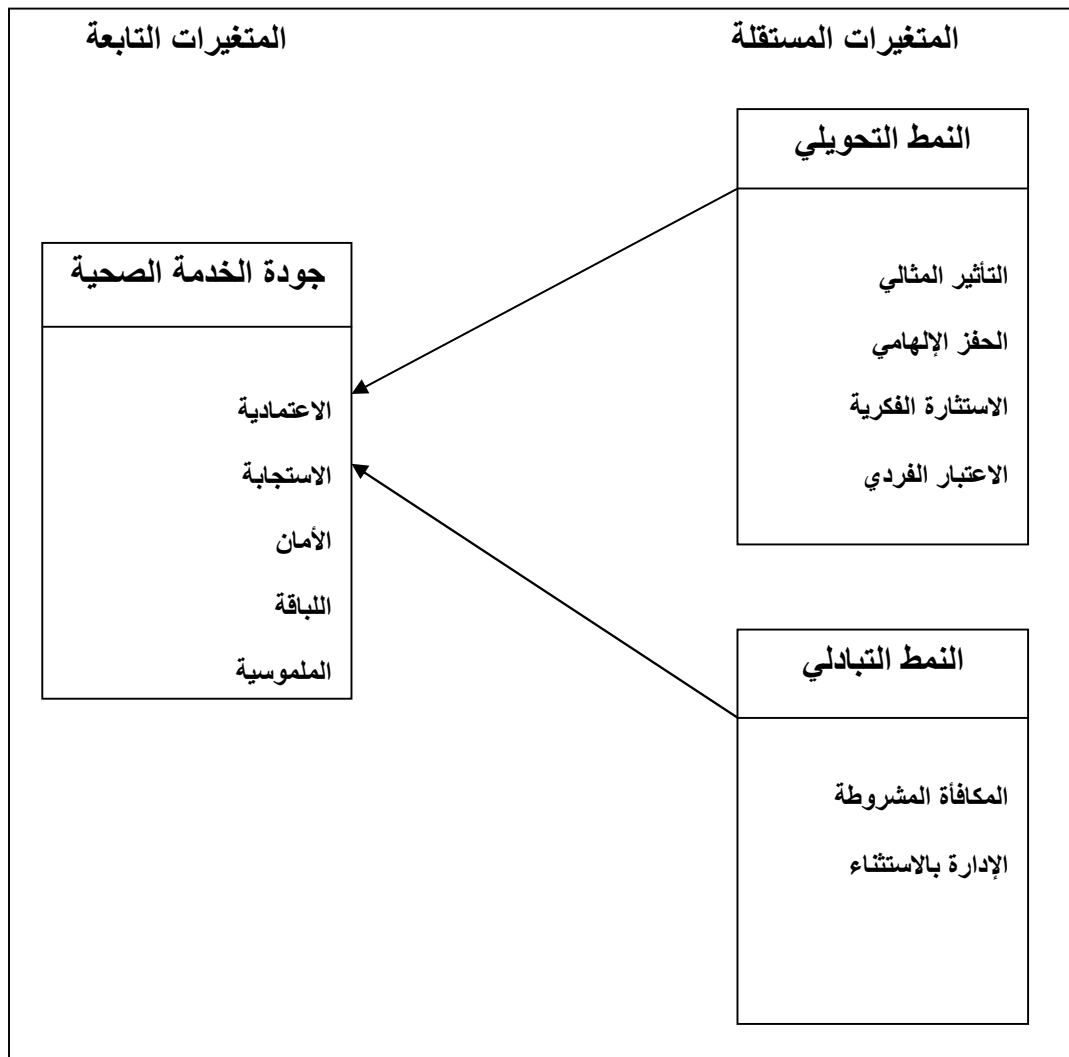 المتغيرات المستقلة
المتغيرات التابعة
النمط التحويلي
التأثير المثالي
الحفز الإلهامي
الاستثارة الفكرية
الاعتبار الفردي
النمط التبادلي
المكافأة المشروطة
الإدارة بالاستثناء
جودة الخدمة الصحية
الاعتمادية
الاستجابة
الأمان
اللباقة
الملموسية